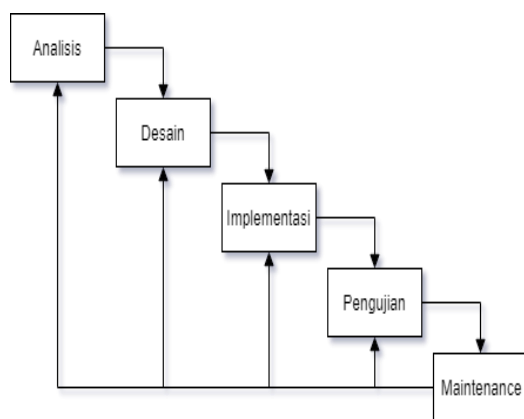 Analisis
Desain
Implementasi
Pengujian
Maintenance